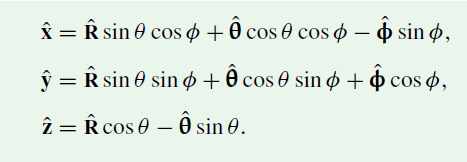 x̂ = R̂ sin θ cos ϕ + θ̂ cos θ cos ϕ − ϕ̂ sin ϕ,
ŷ = R̂ sin θ sin ϕ + θ̂ cos θ sin ϕ + ϕ̂ cos ϕ,
ẑ = R̂ cos θ − θ̂ sin θ.